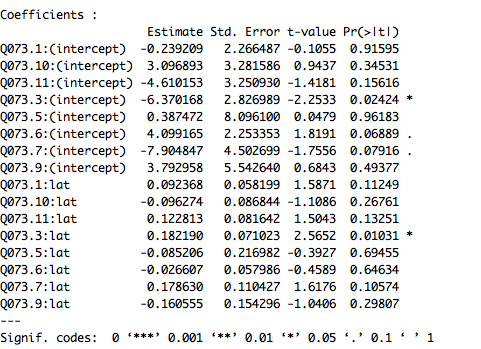 Coefficients :
                    Estimate Std. Error t-value Pr(>|t|)
Q073.1:(intercept)  -0.239209   2.266487 -0.1055  0.91595
Q073.10:(intercept)  3.096893   3.281586  0.9437  0.34531
Q073.11:(intercept) -4.610153   3.250930 -1.4181  0.15616
Q073.3:(intercept)  -6.370168   2.826989 -2.2533  0.02424 *
Q073.5:(intercept)   0.387472   8.096100  0.0479  0.96183
Q073.6:(intercept)   4.099165   2.253353  1.8191  0.06889 .
Q073.7:(intercept)  -7.904847   4.502699 -1.7556  0.07916 .
Q073.9:(intercept)   3.792958   5.542640  0.6843  0.49377
Q073.1:lat           0.092368   0.058199  1.5871  0.11249
Q073.10:lat         -0.096274   0.086844 -1.1086  0.26761
Q073.11:lat          0.122813   0.081642  1.5043  0.13251
Q073.3:lat           0.182190   0.071023  2.5652  0.01031 *
Q073.5:lat          -0.085206   0.216982 -0.3927  0.69455
Q073.6:lat          -0.026607   0.057986 -0.4589  0.64634
Q073.7:lat           0.178630   0.110427  1.6176  0.10574
Q073.9:lat          -0.160555   0.154296 -1.0406  0.29807
---
Signif. codes:  0 ‘***’ 0.001 ‘**’ 0.01 ‘*’ 0.05 ‘.’ 0.1 ‘ ’ 1